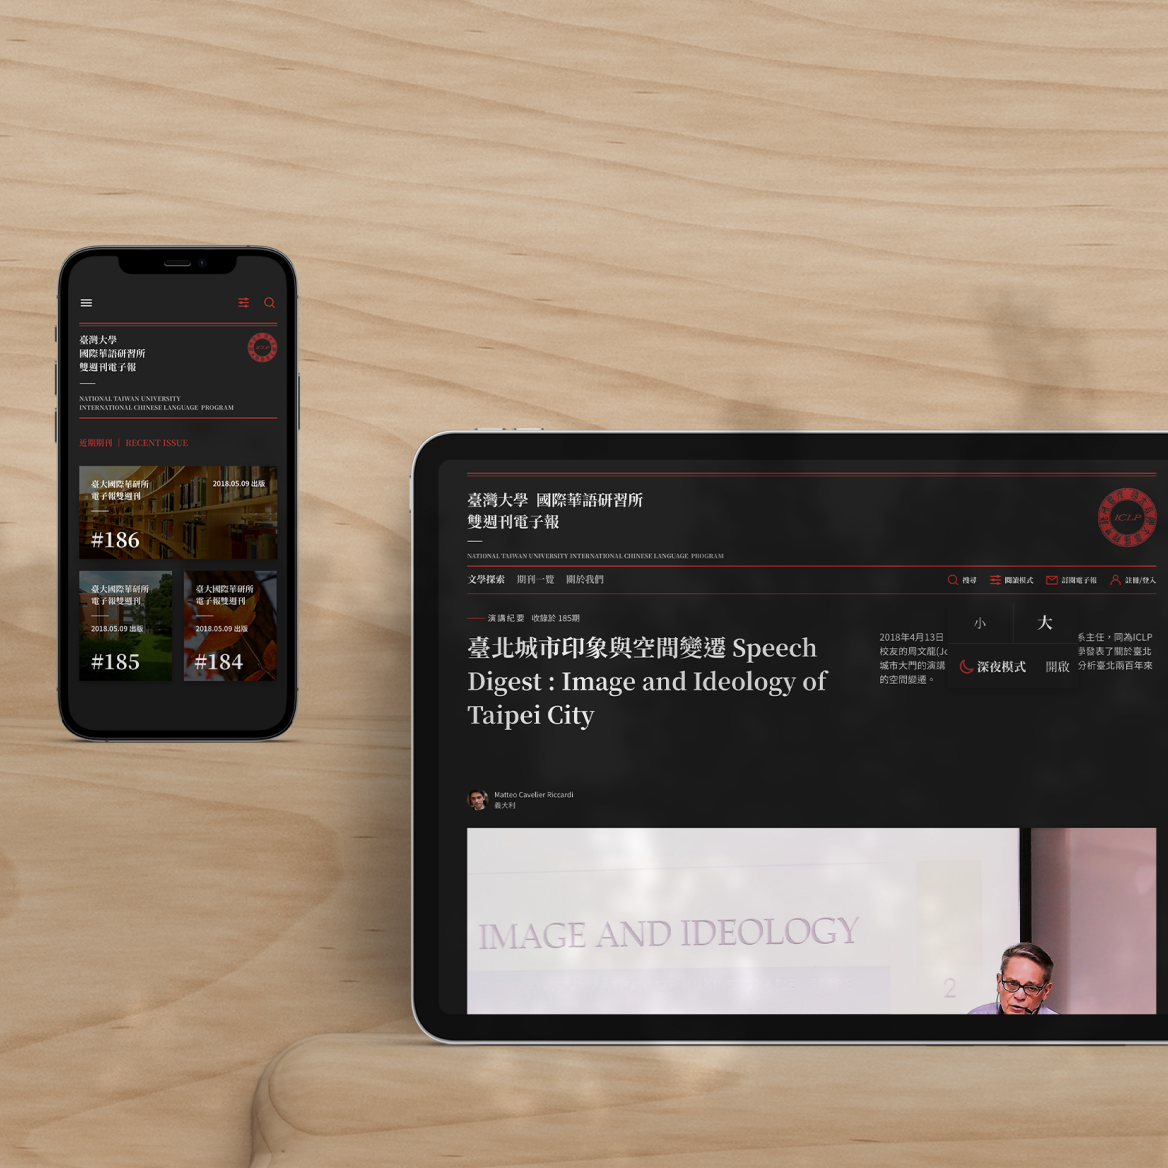 臺灣大學
國際華語研習所
雙週刊電子報
NATIONAL TAIWAN UNIVERSITY
INTERNATIONAL CHINESE LANGUAGE PROGRAM
近期期刊 | RECENT ISSUE
臺大國際華研所
電子報雙週刊
2018.05.09 出版
#186
臺大國際華研所
電子報雙週刊
2018.05.09 出版
#185
臺大國際華研所
電子報雙週刊
2018.05.09 出版
#184
臺灣大學 國際華語研習所
雙週刊電子報
NATIONAL TAIWAN UNIVERSITY INTERNATIONAL CHINESE LANGUAGE PROGRAM
ICLP
文學探索 期刊一覽 關於我們
搜尋 閱讀模式 訂閱電子報 註冊/登入
演講紀要 收錄於 185期
臺北城市印象與空間變遷 Speech
Digest : Image and Ideology of
Taipei City
小 大
深夜模式 開啟
2018年4月13日 系主任，同為ICLP
校友的周文龍(Jo 學發表了關於臺北
城市大門的演講 分析臺北兩百年來
的空間變遷。
Matteo Cavelier Riccardi
義大利
IMAGE AND IDEOLOGY
2